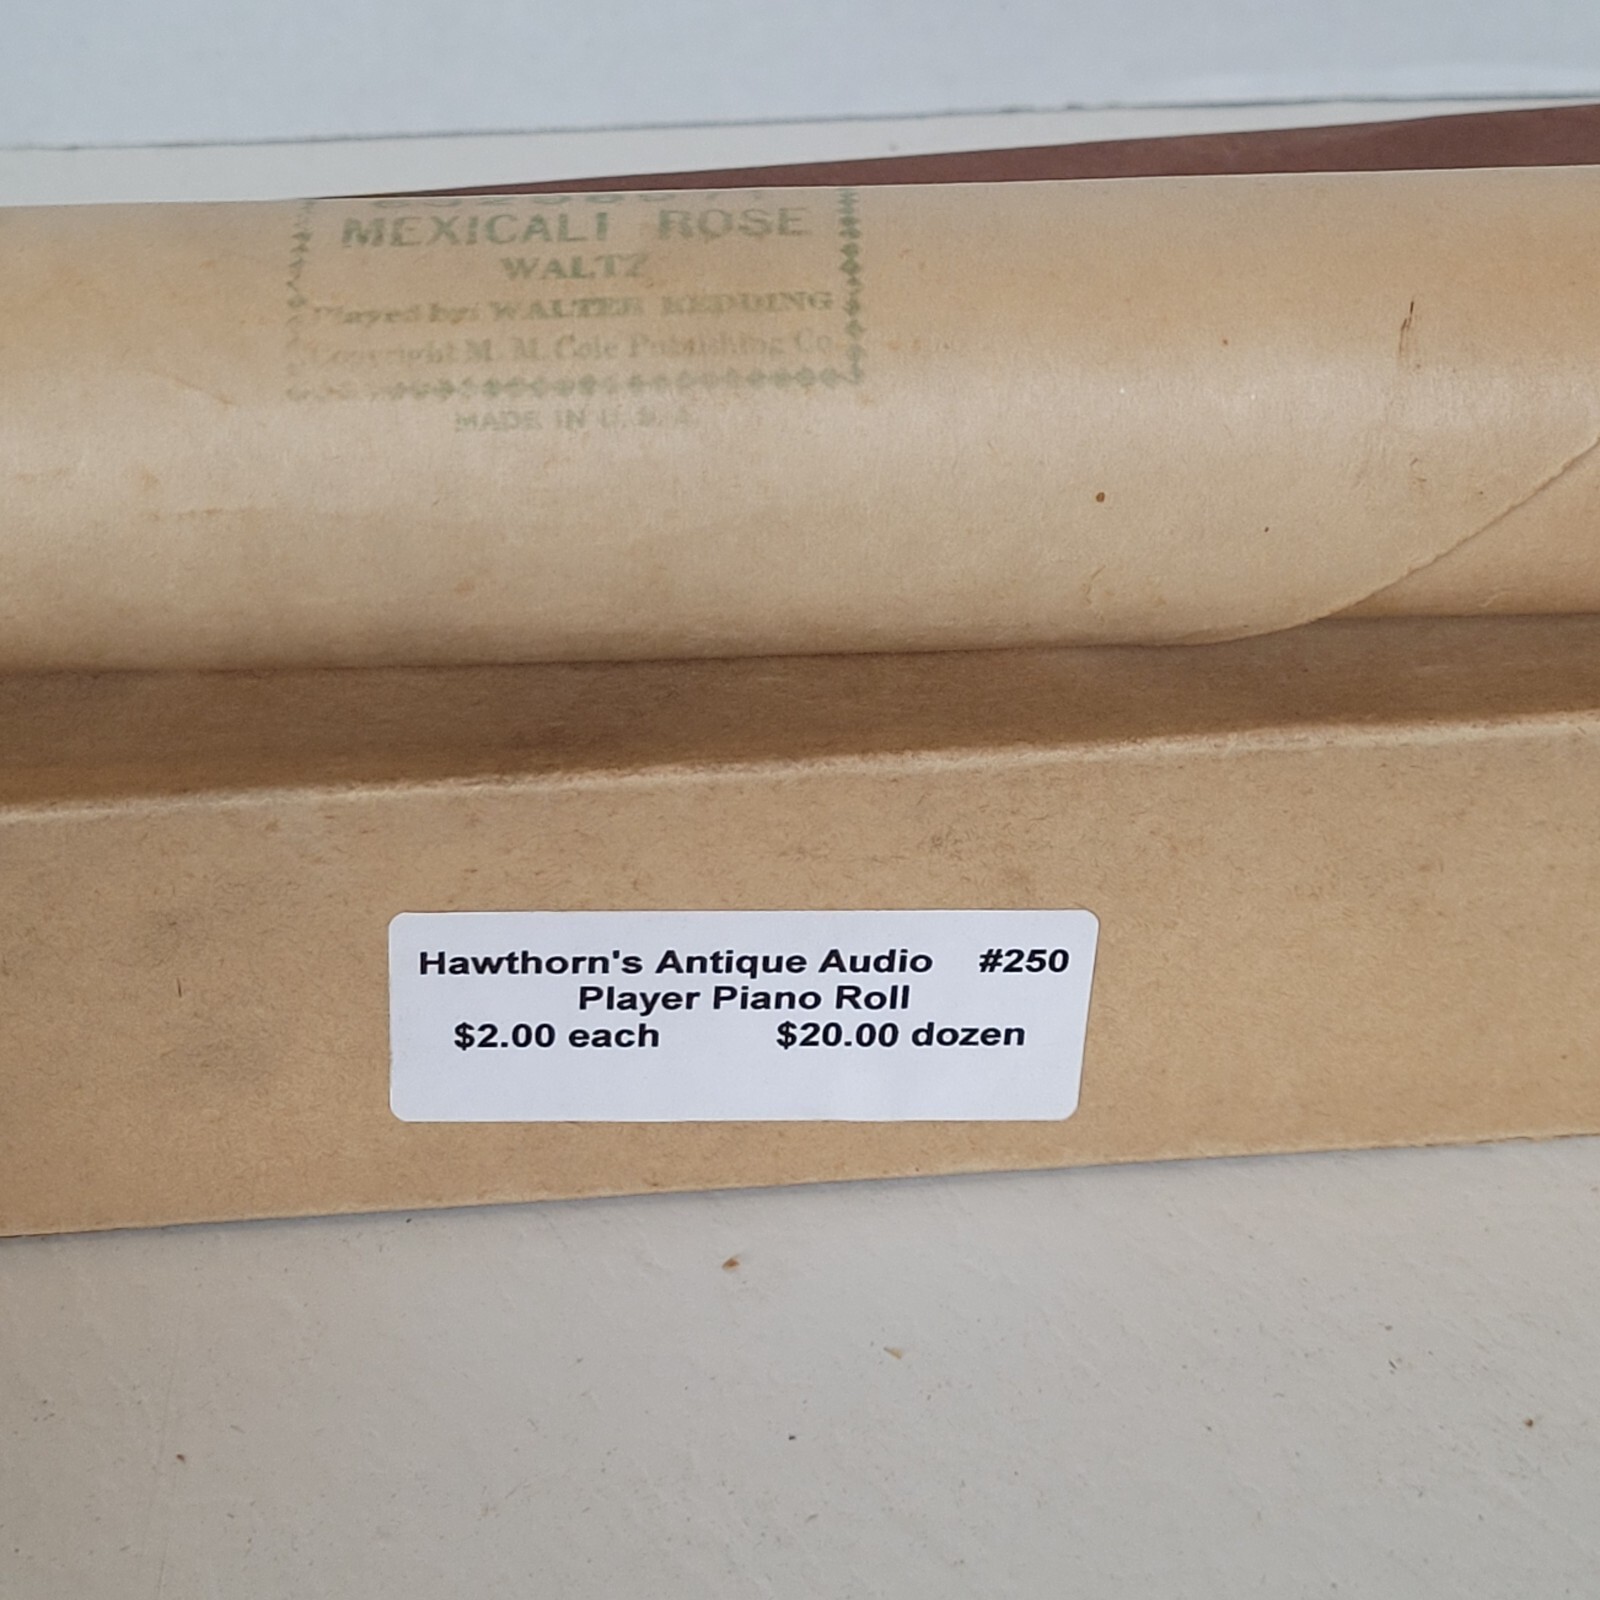 MEXICALI ROSE
WALTZ
Played by: WALTER REDDING
Copyright M. M. Cole Publishing Co
MADE IN U. S. A.
Hawthorn's Antique Audio #250
Player Piano Roll
$2.00 each $20.00 dozen